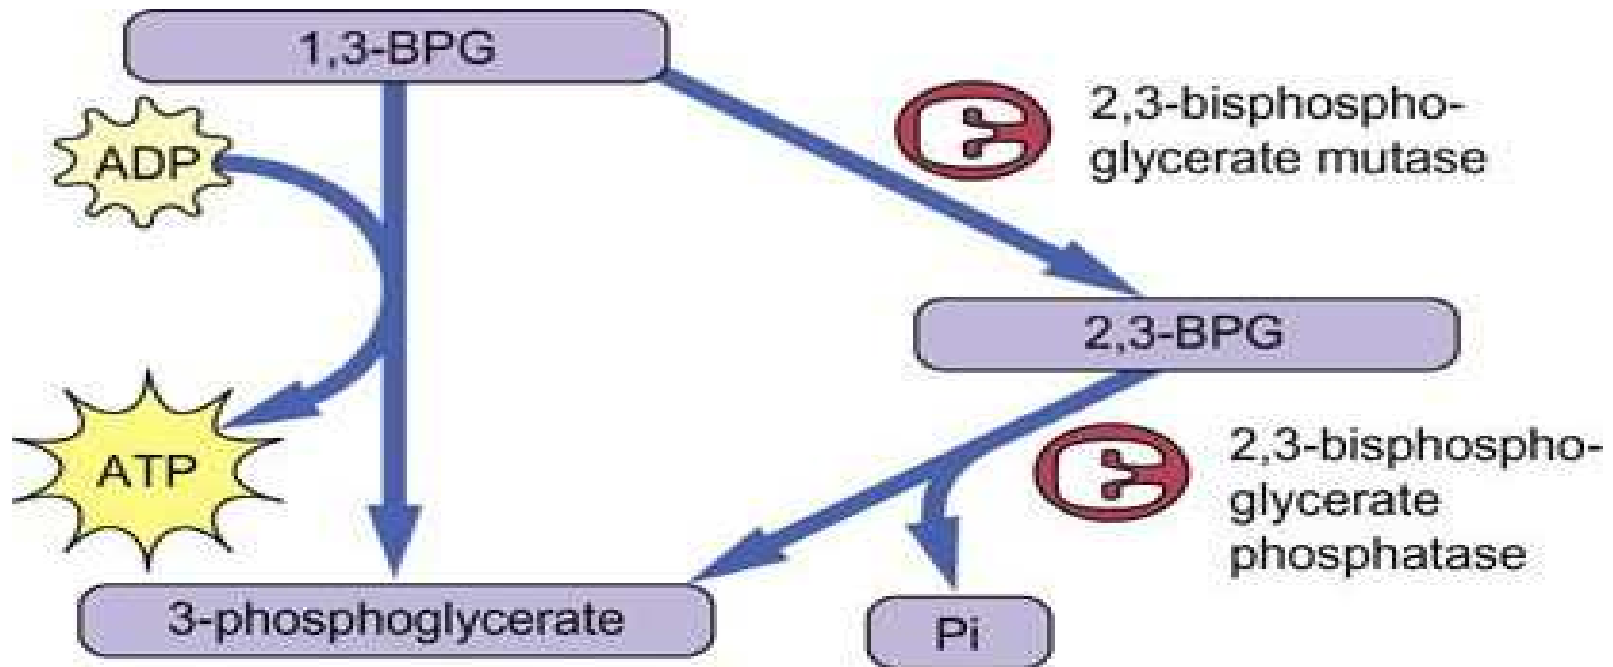 1,3-BPG
ADP
2,3-bisphospho-
glycerate mutase
2,3-BPG
ATP
2,3-bisphospho-
glycerate
phosphatase
3-phosphoglycerate
Pi